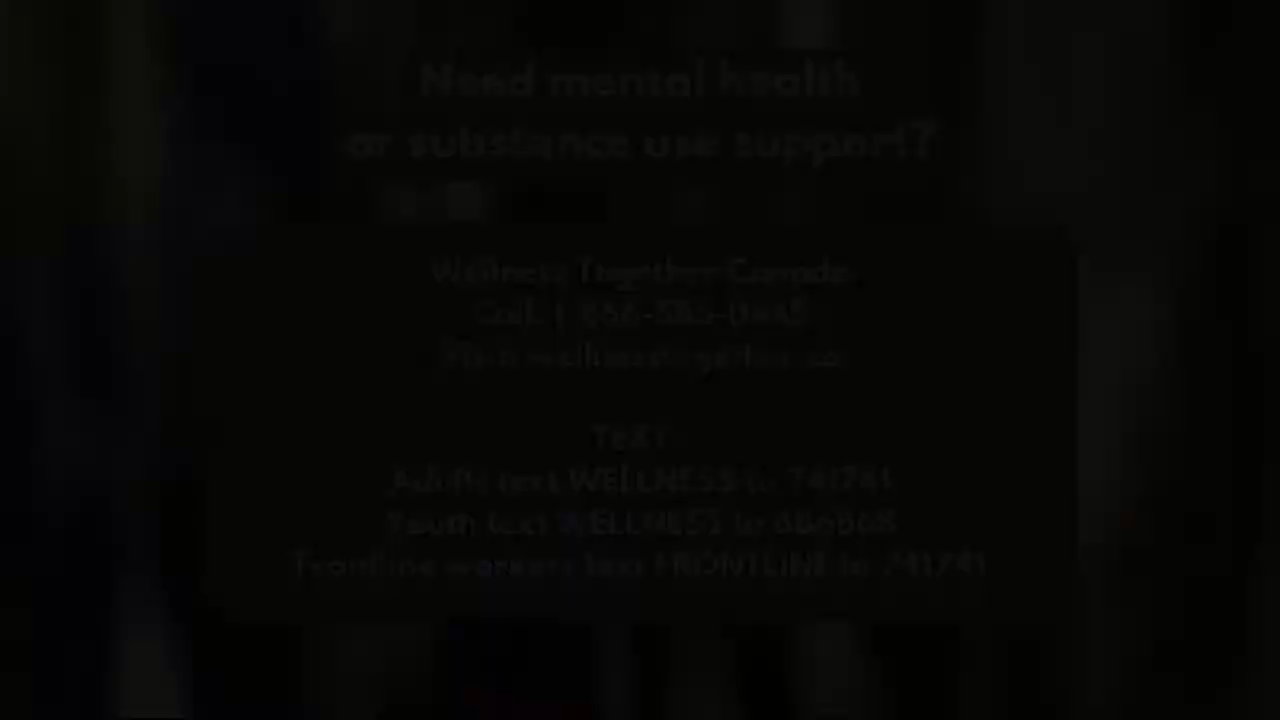 Need mental health
or substance use support?
Wellness Together Canada
Call 1-866-585-0445
Visit wellnesstogether.ca
TEXT
Adults text WELLNESS to 741741
Youth text WELLNESS to 686868
Frontline workers text FRONTLINE to 741741